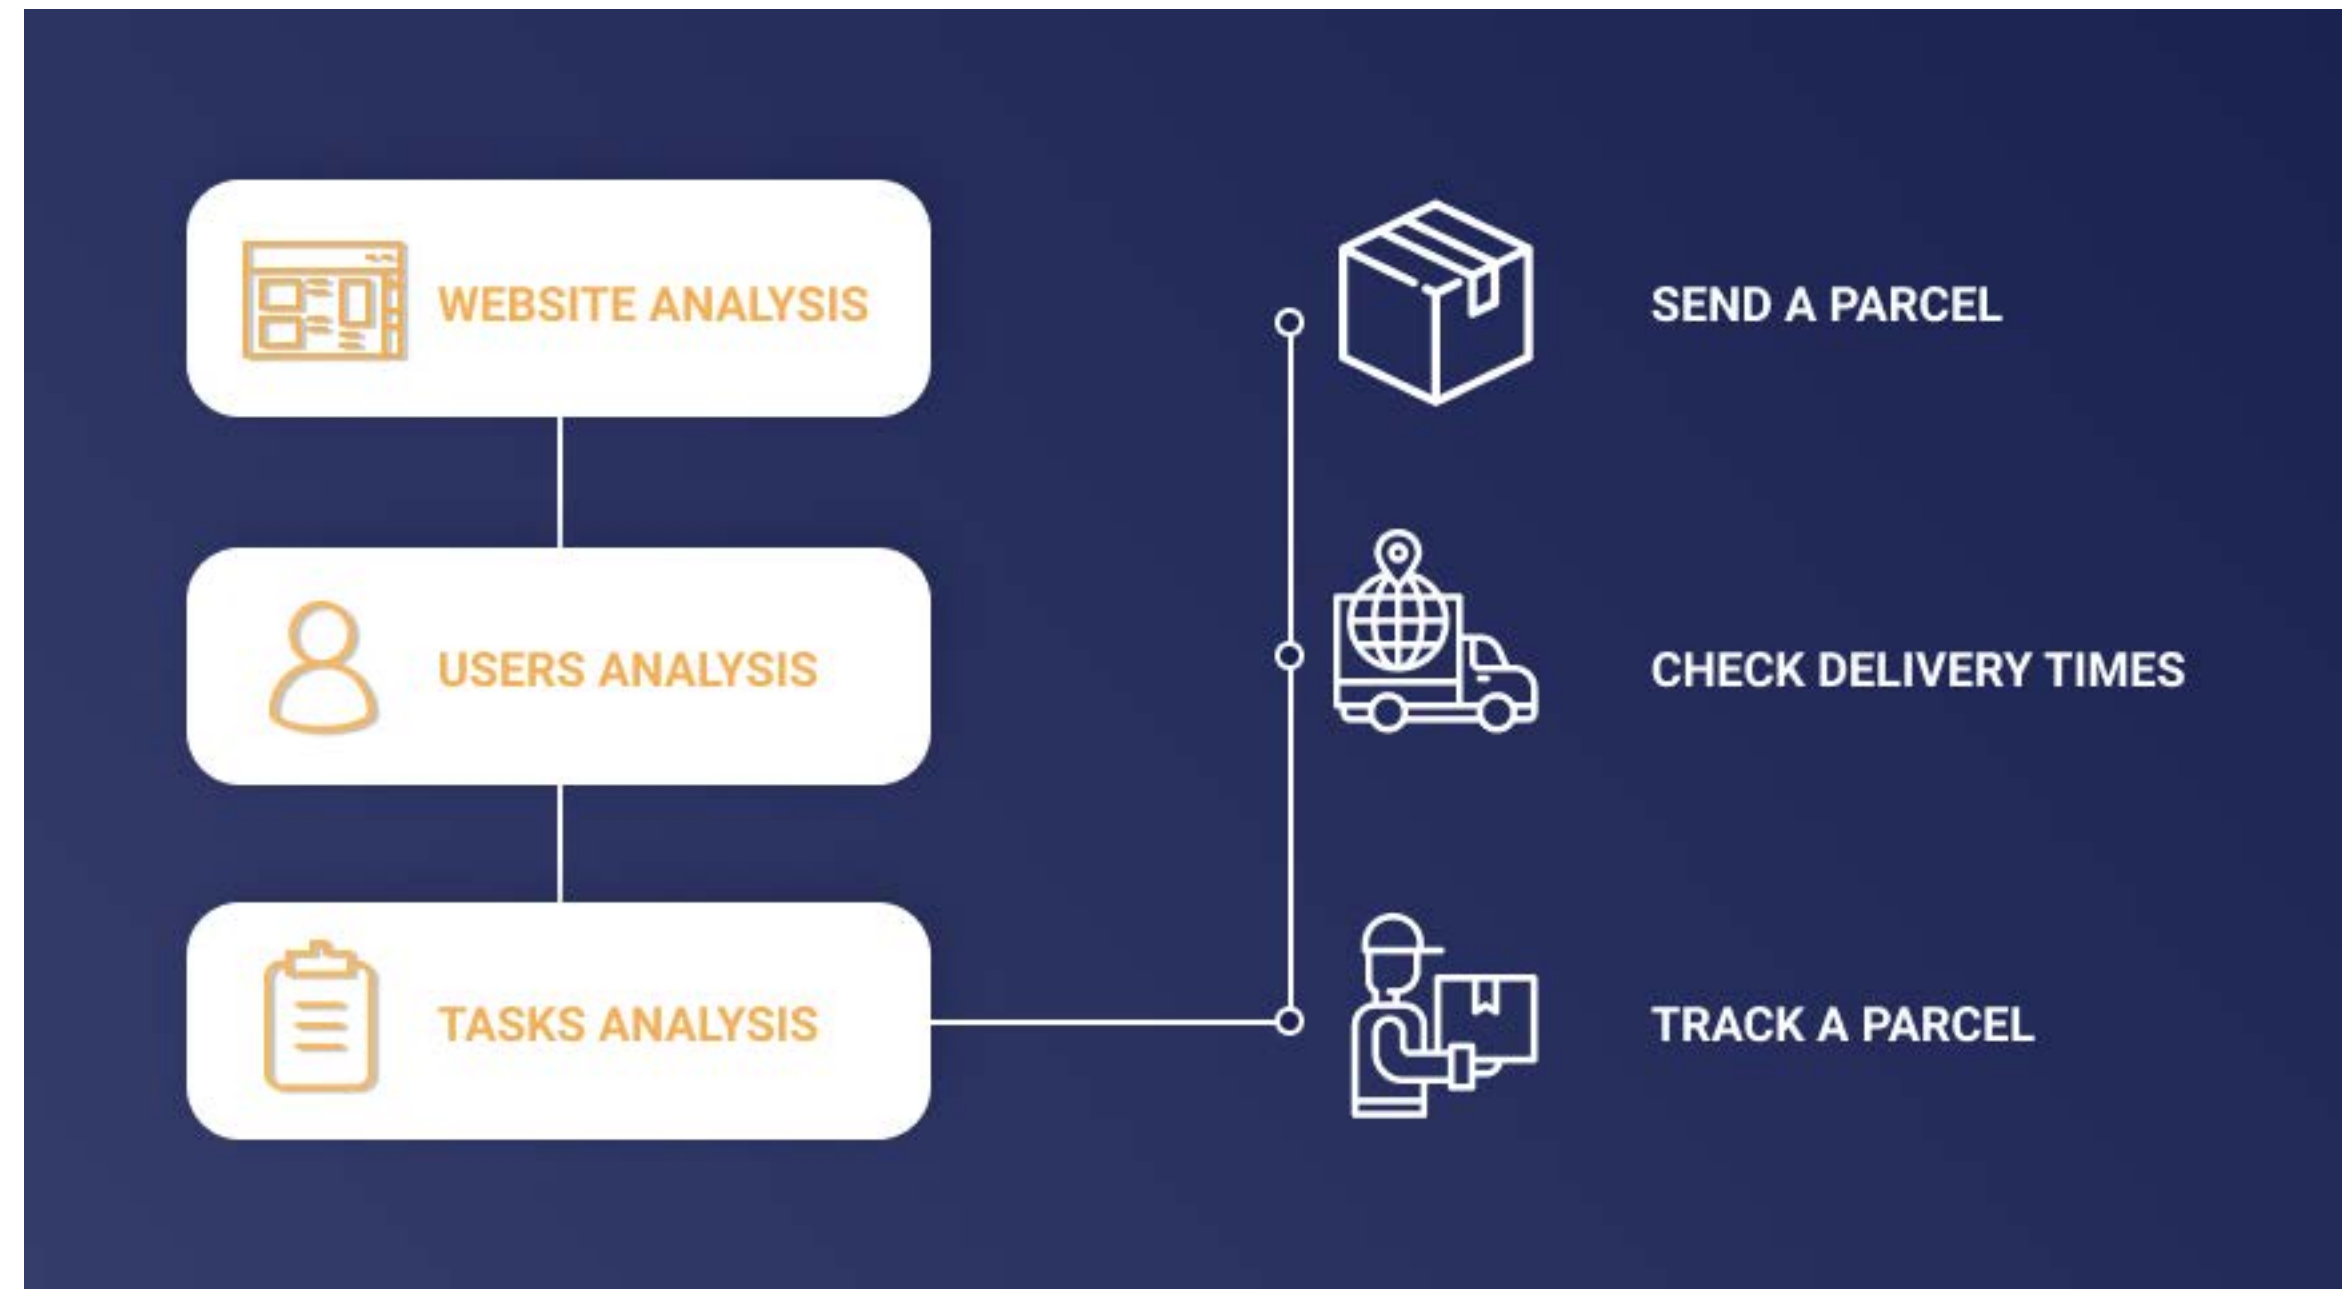 WEBSITE ANALYSIS
USERS ANALYSIS
TASKS ANALYSIS
SEND A PARCEL
CHECK DELIVERY TIMES
TRACK A PARCEL